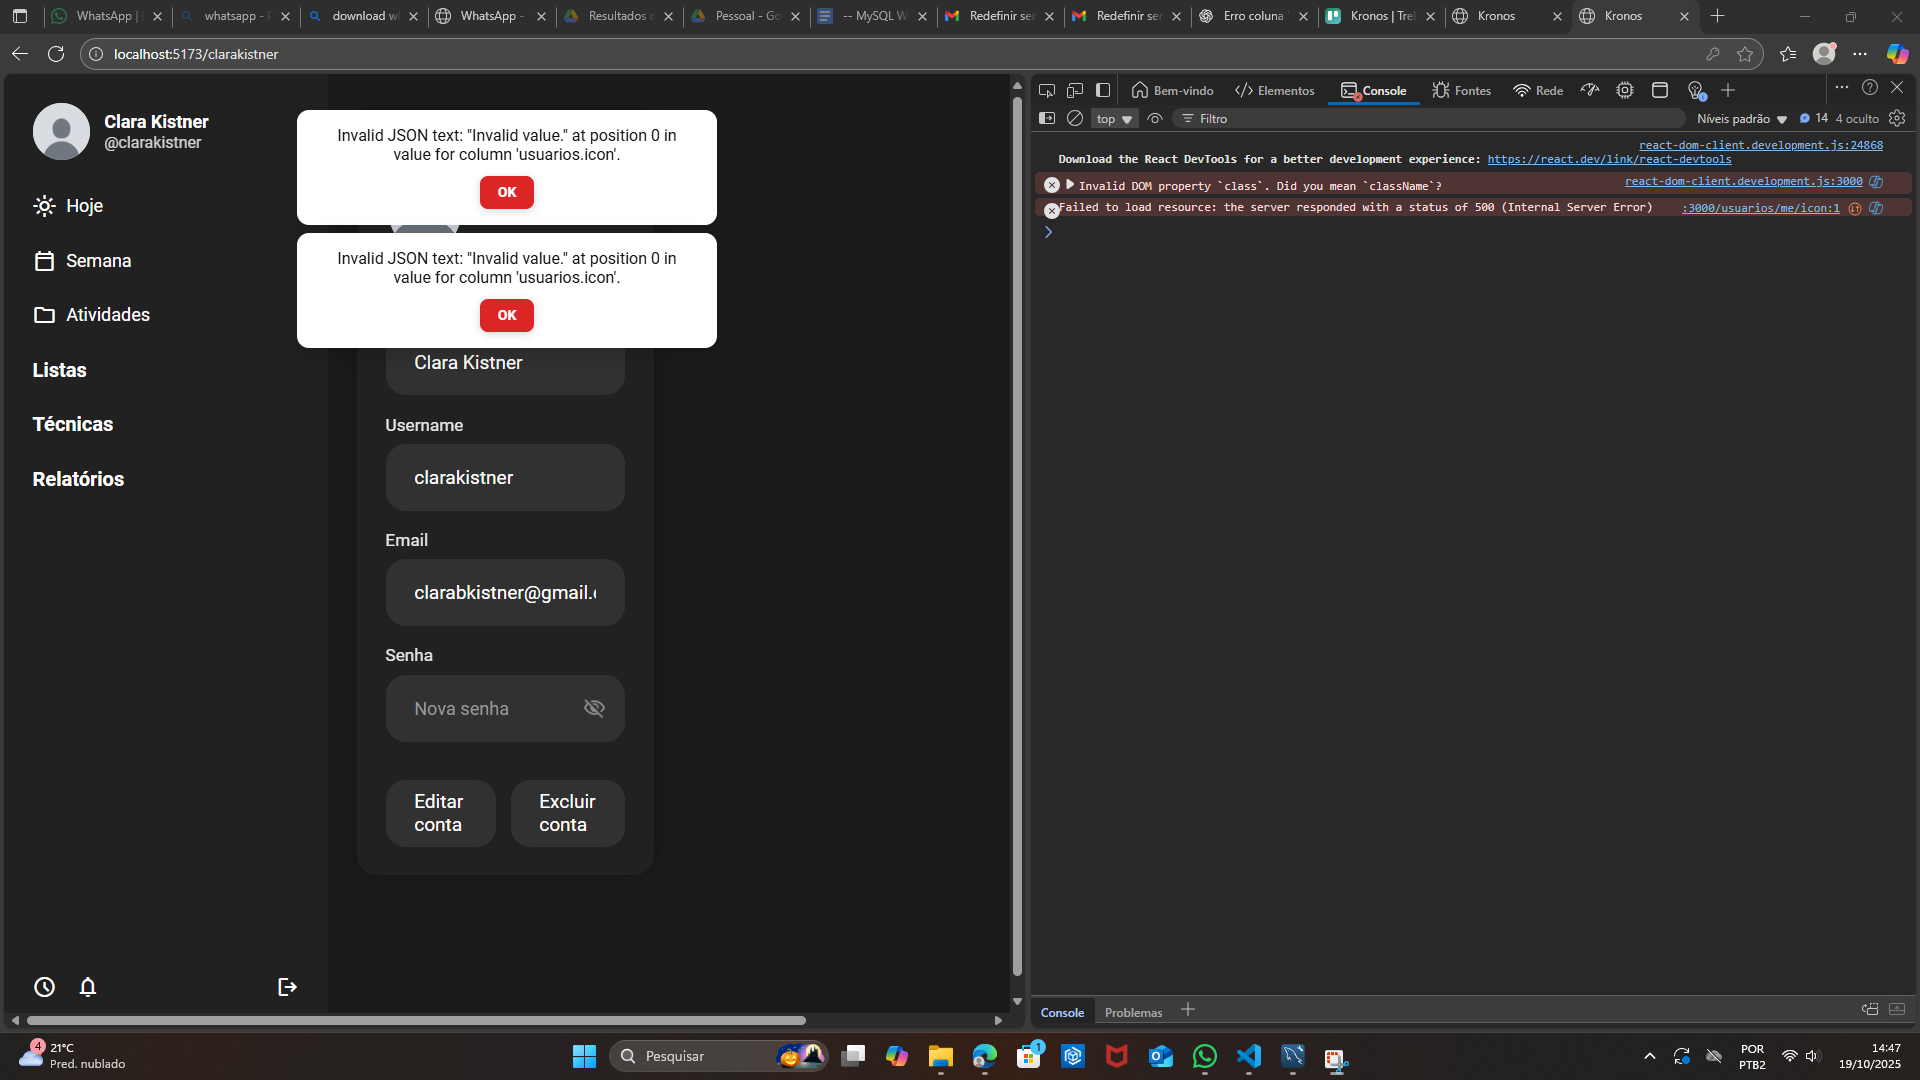 WhatsApp |
whatsapp -
download w
WhatsApp -
Resultados d
Pessoal - Go
-- MySQL W
Redefinir se
Redefinir se
Erro coluna
Kronos | Tre
Kronos
Kronos
localhost:5173/clarakistner
Clara Kistner
@clarakistner
Hoje
Semana
Atividades
Listas
Técnicas
Relatórios
Invalid JSON text: "Invalid value." at position 0 in
value for column 'usuarios.icon'.
OK
Invalid JSON text: "Invalid value." at position 0 in
value for column 'usuarios.icon'.
OK
Clara Kistner
Username
clarakistner
Email
clarabkistner@gmail.
Senha
Nova senha
Editar
conta
Excluir
conta
Bem-vindo
Elementos
Console
Fontes
Rede
top
Filtro
Níveis padrão
14
4 oculto
react-dom-client.development.js:24868
Download the React DevTools for a better development experience: https://react.dev/link/react-devtools
Invalid DOM property `class`. Did you mean `className`?
react-dom-client.development.js:3000
Failed to load resource: the server responded with a status of 500 (Internal Server Error)
:3000/usuarios/me/icon:1
Console
Problemas
4
21°C
Pred. nublado
Pesquisar
1
POR
PTB2
14:47
19/10/2025